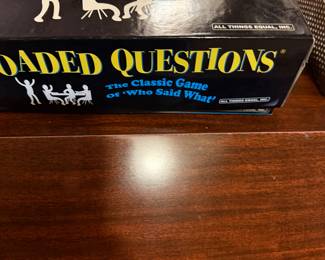 ALL THINGS EQUAL, INC.
OADED QUESTIONS®
The Classic Game
Of 'Who Said What'
ALL THINGS EQUAL, INC.